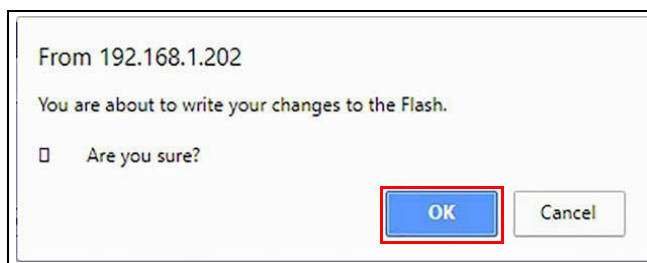 From 192.168.1.202
You are about to write your changes to the Flash.
Are you sure?
OK
Cancel